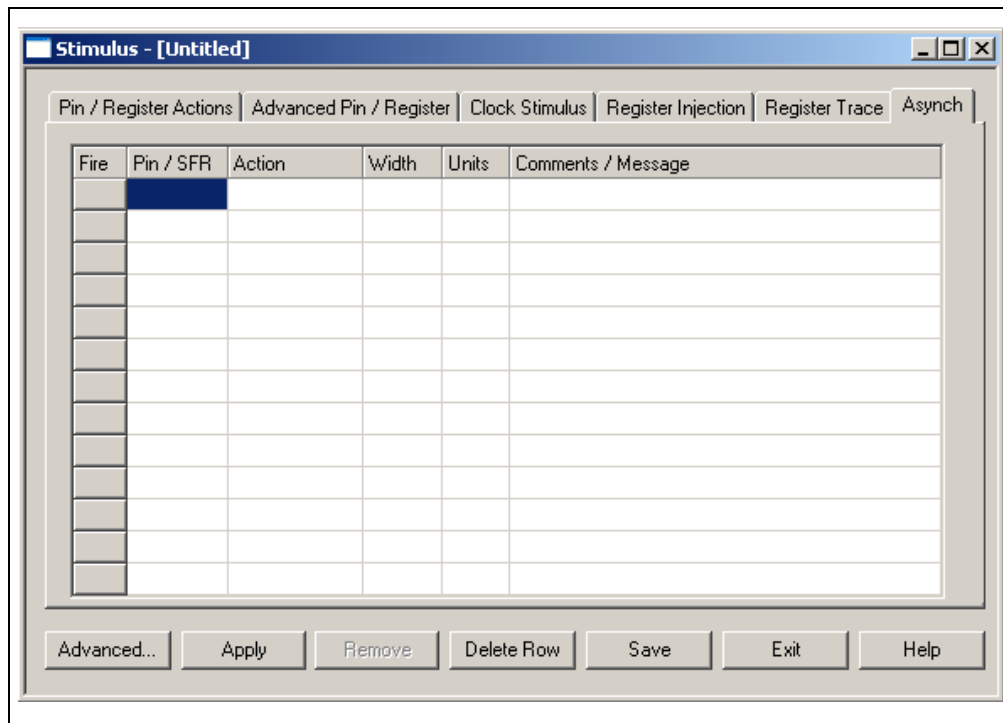 Stimulus - [Untitled]
Pin / Register Actions Advanced Pin / Register Clock Stimulus Register Injection Register Trace Asynch
Fire Pin / SFR Action Width Units Comments / Message
Advanced... Apply Remove Delete Row Save Exit Help